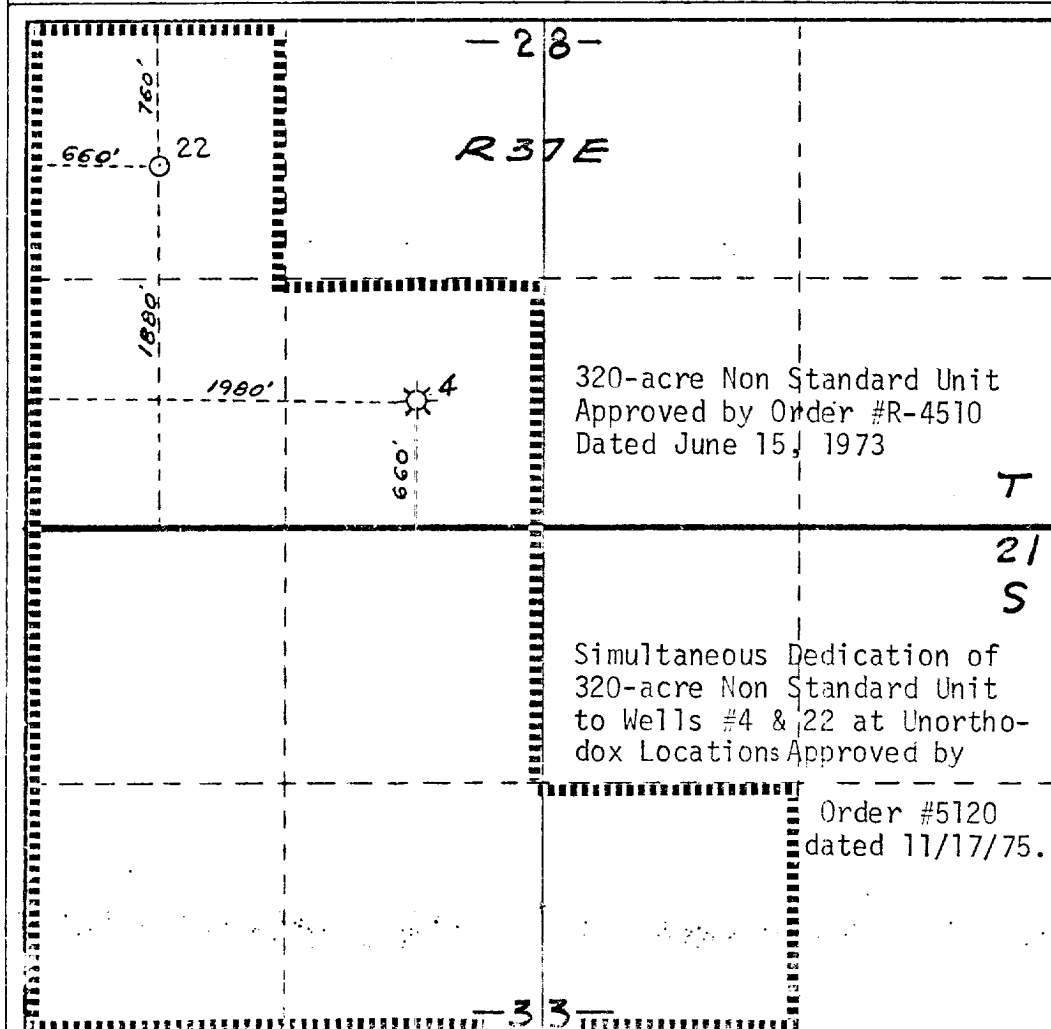 -28-
R37E
760'
660'
22
1880'
1980'
4
660'
320-acre Non Standard Unit
Approved by Order #R-4510
Dated June 15, 1973
T
21
S
Simultaneous Dedication of
320-acre Non Standard Unit
to Wells #4 & 22 at Unortho-
dox Locations Approved by
Order #5120
dated 11/17/75.
-33-